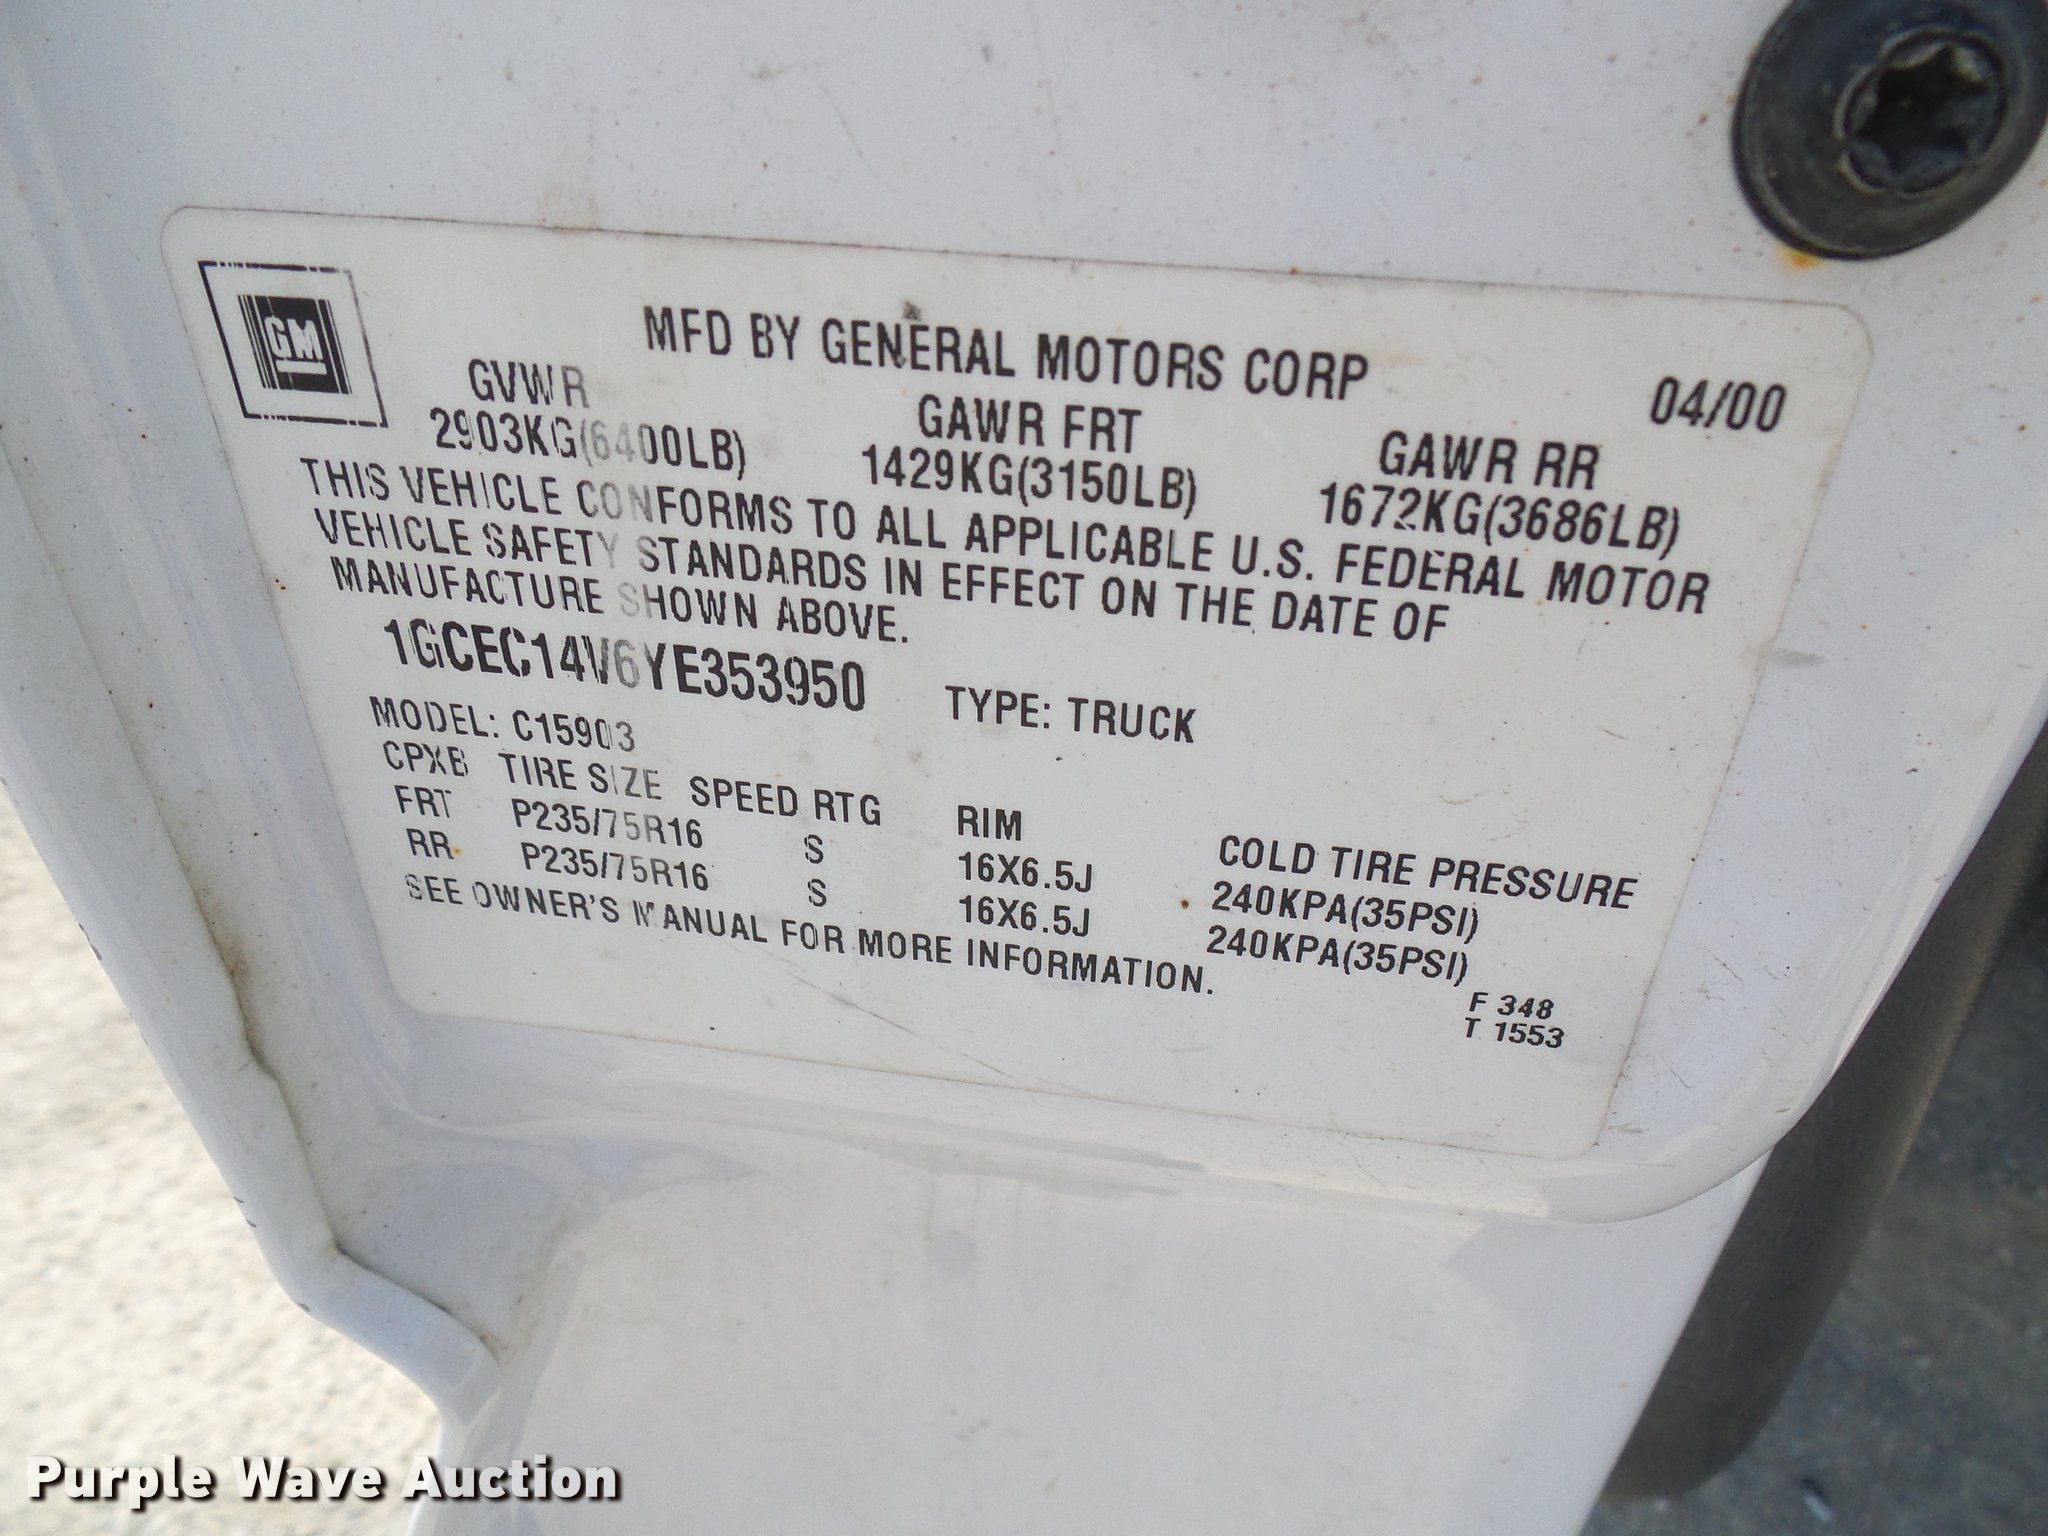 GM
MFD BY GENERAL MOTORS CORP 04/00
GVWR GAWR FRT GAWR RR
2903KG(6400LB) 1429KG(3150LB) 1672KG(3686LB)
THIS VEHICLE CONFORMS TO ALL APPLICABLE U.S. FEDERAL MOTOR
VEHICLE SAFETY STANDARDS IN EFFECT ON THE DATE OF
MANUFACTURE SHOWN ABOVE.
1GCEC14V6YE353950 TYPE: TRUCK
MODEL: C15903
CPXB TIRE SIZE SPEED RTG RIM COLD TIRE PRESSURE
FRT P235/75R16 S 16X6.5J 240KPA(35PSI)
RR P235/75R16 S 16X6.5J 240KPA(35PSI)
SEE OWNER'S MANUAL FOR MORE INFORMATION.
F 348
T 1553
Purple Wave Auction